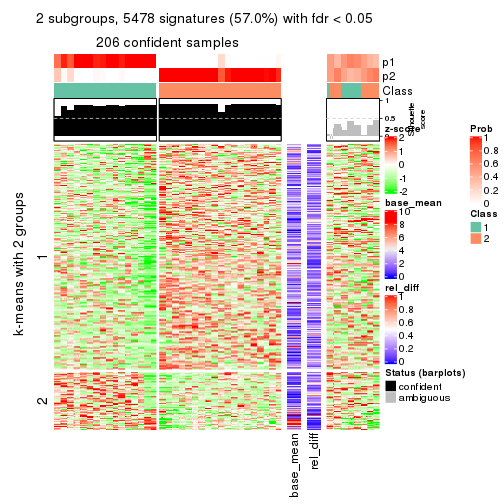 2 subgroups, 5478 signatures (57.0%) with fdr < 0.05
206 confident samples
p1
p2
Class
1
0.5
0
Silhouette
score
k-means with 2 groups
1
2
base_mean
rel_diff
z-score
2
1
0
-1
-2
base_mean
10
8
6
4
2
0
rel_diff
1
0.8
0.6
0.4
0.2
0
Status (barplots)
confident
ambiguous
Prob
1
0.8
0.6
0.4
0.2
0
Class
1
2